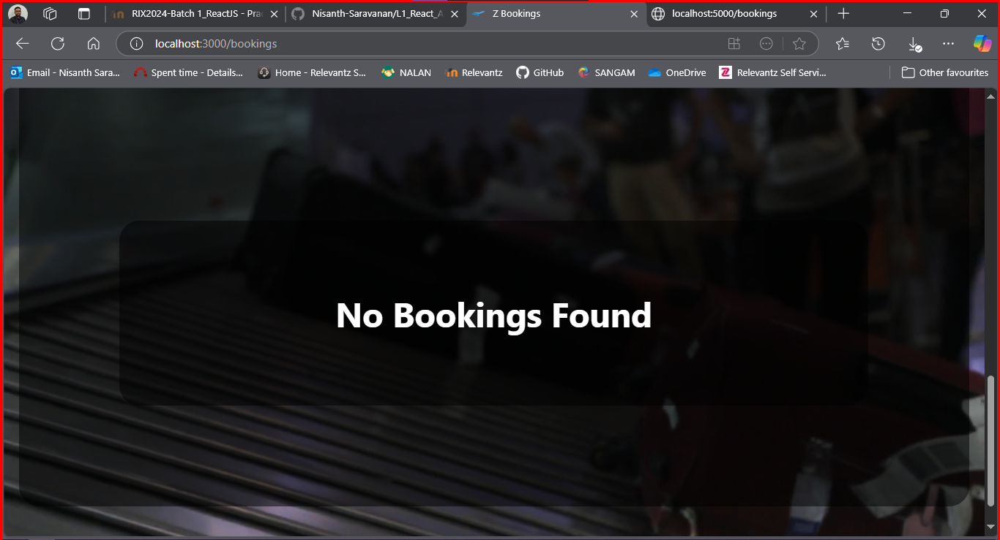 RIX2024-Batch 1_ReactJS - Prac
Nisanth-Saravanan/L1_React_A
Z Bookings
localhost:5000/bookings
localhost:3000/bookings
Email - Nisanth Sara...
Spent time - Details...
Home - Relevantz S...
NALAN
Relevantz
GitHub
SANGAM
OneDrive
Relevantz Self Servi...
Other favourites
No Bookings Found